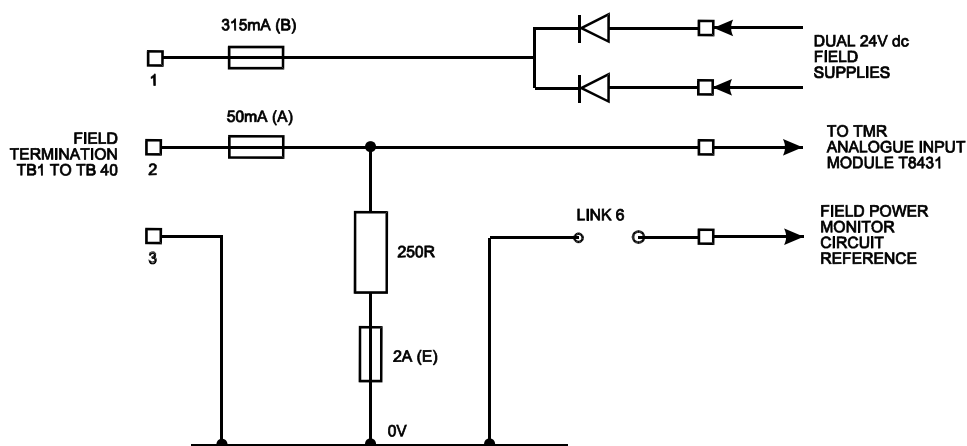 315mA (B)
DUAL 24V dc
FIELD
SUPPLIES
1
50mA (A)
FIELD
TERMINATION
TB1 TO TB 40
2
TO TMR
ANALOGUE INPUT
MODULE T8431
3
250R
LINK 6
FIELD POWER
MONITOR
CIRCUIT
REFERENCE
2A (E)
0V